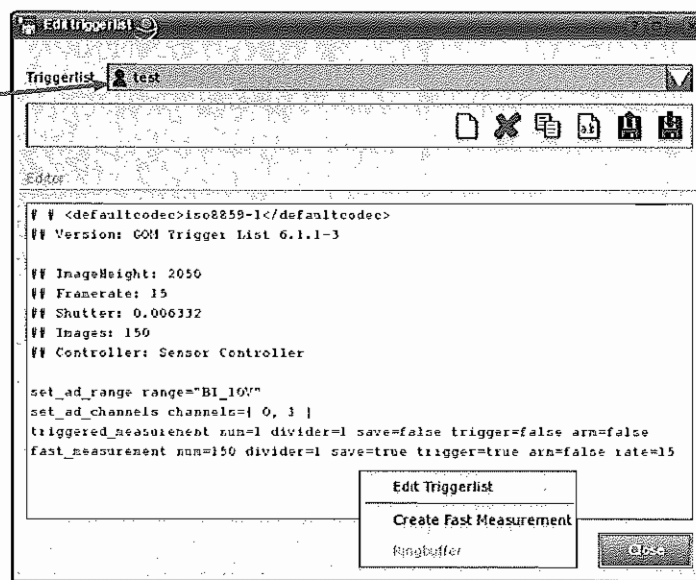 Edit triggerlist
Triggerlist test
Editor
# # <defaultcodec>iso8859-1</defaultcodec>
## Version: GOM Trigger List 6.1.1-3
## ImageHeight: 2050
## Framerate: 15
## Shutter: 0.006332
## Images: 150
## Controller: Sensor Controller
set_ad_range range="BI_10V"
set_ad_channels channels={ 0, 1 }
triggered_measurement num=1 divider=1 save=false trigger=false arm=false
fast_measurement num=150 divider=1 save=true trigger=true arm=false rate=15
Edit Triggerlist
Create Fast Measurement
Ringbuffer
Close